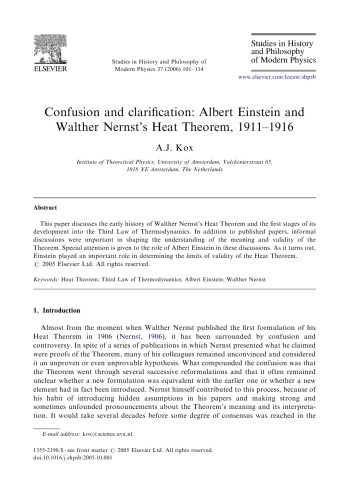 ELSEVIER
Studies in History and Philosophy of
Modern Physics 37 (2006) 101–114
Studies in History
and Philosophy
of Modern Physics
www.elsevier.com/locate/shpsb
Confusion and clarification: Albert Einstein and
Walther Nernst's Heat Theorem, 1911–1916
A.J. Kox
Institute of Theoretical Physics, University of Amsterdam, Valckenierstraat 65,
1018 XE Amsterdam, The Netherlands
Abstract
This paper discusses the early history of Walther Nernst's Heat Theorem and the first stages of its
development into the Third Law of Thermodynamics. In addition to published papers, informal
discussions were important in shaping the understanding of the meaning and validity of the
Theorem. Special attention is given to the role of Albert Einstein in these discussions. As it turns out,
Einstein played an important role in determining the limits of validity of the Heat Theorem.
© 2005 Elsevier Ltd. All rights reserved.
Keywords: Heat Theorem; Third Law of Thermodynamics; Albert Einstein; Walther Nernst
1. Introduction
Almost from the moment when Walther Nernst published the first formulation of his
Heat Theorem in 1906 (Nernst, 1906), it has been surrounded by confusion and
controversy. In spite of a series of publications in which Nernst presented what he claimed
were proofs of the Theorem, many of his colleagues remained unconvinced and considered
it an unproven or even improvable hypothesis. What compounded the confusion was that
the Theorem went through several successive reformulations and that it often remained
unclear whether a new formulation was equivalent with the earlier one or whether a new
element had in fact been introduced. Nernst himself contributed to this process, because of
his habit of introducing hidden assumptions in his papers and making strong and
sometimes unfounded pronouncements about the Theorem's meaning and its interpreta-
tion. It would take several decades before some degree of consensus was reached in the
E-mail address: kox@science.uva.nl.
1355-2198/$ - see front matter © 2005 Elsevier Ltd. All rights reserved.
doi:10.1016/j.shpsb.2005.10.001